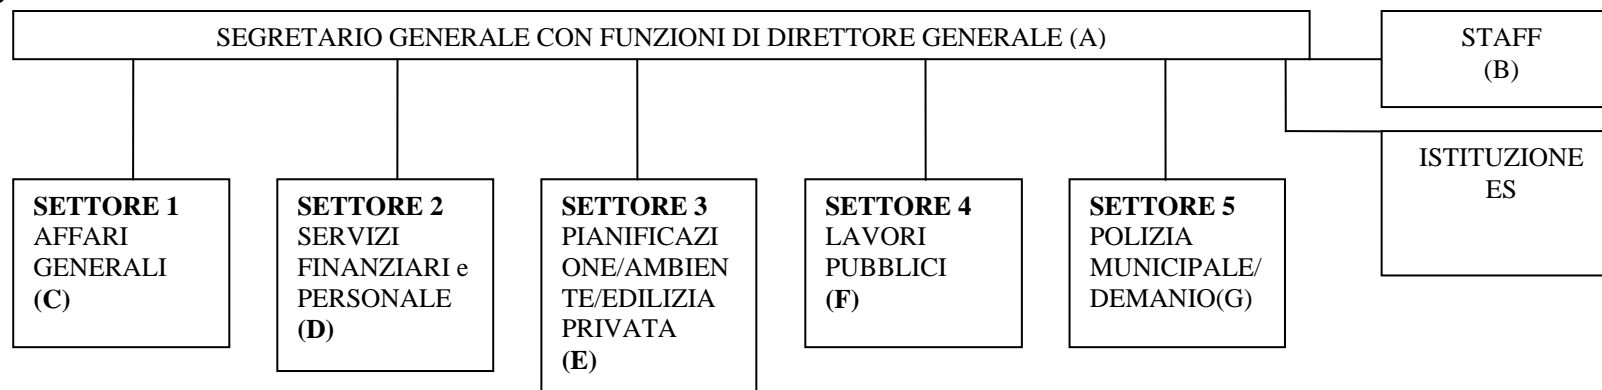 SEGRETARIO GENERALE CON FUNZIONI DI DIRETTORE GENERALE (A)
STAFF
(B)
ISTITUZIONE
ES
SETTORE 1
AFFARI
GENERALI
(C)
SETTORE 2
SERVIZI
FINANZIARI e
PERSONALE
(D)
SETTORE 3
PIANIFICAZI
ONE/AMBIEN
TE/EDILIZIA
PRIVATA
(E)
SETTORE 4
LAVORI
PUBBLICI
(F)
SETTORE 5
POLIZIA
MUNICIPALE/
DEMANIO(G)